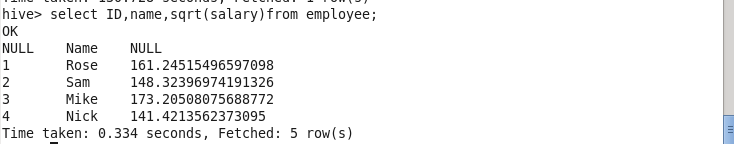 Time taken: 130.728 seconds, Fetched: 1 row(s)
hive> select ID,name,sqrt(salary)from employee;
OK
NULL    Name    NULL
1       Rose    161.24515496597098
2       Sam     148.32396974191326
3       Mike    173.20508075688772
4       Nick    141.4213562373095
Time taken: 0.334 seconds, Fetched: 5 row(s)